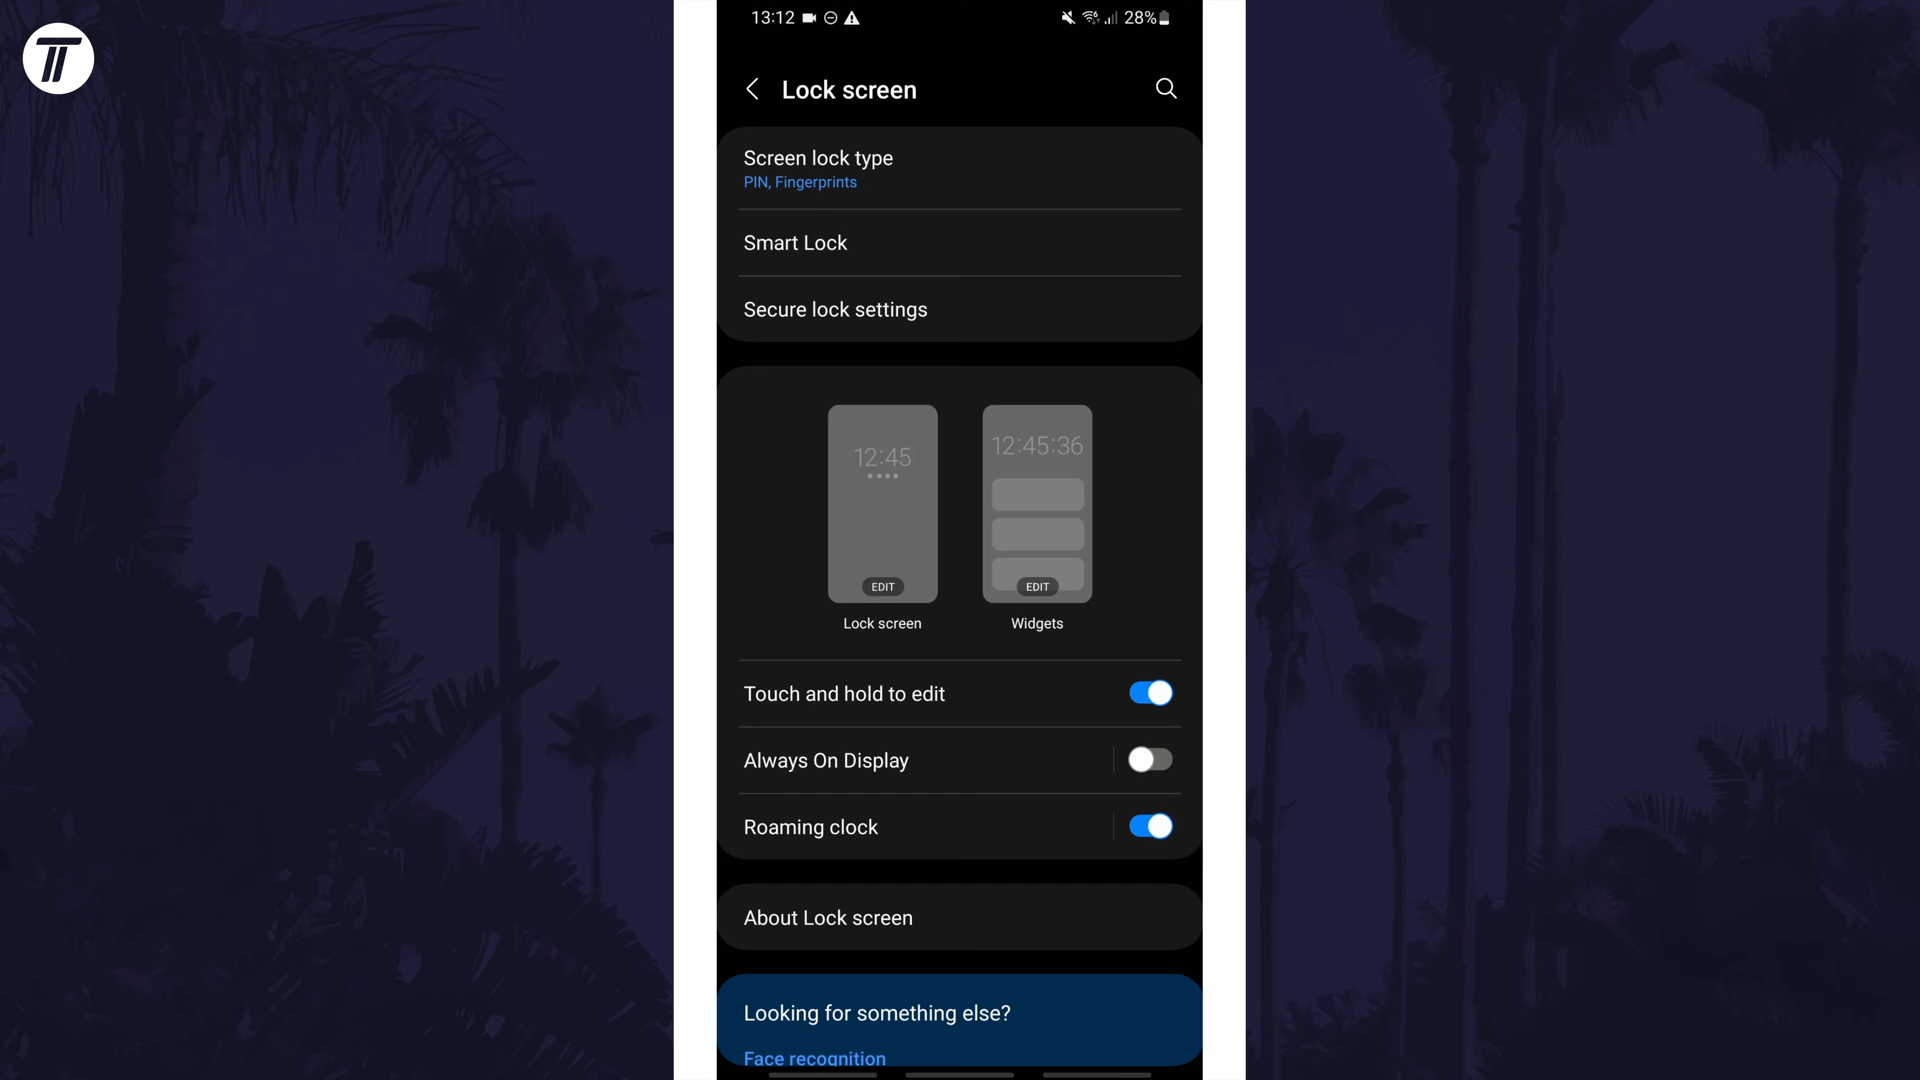 13:12
28%
Lock screen
Screen lock type
PIN, Fingerprints
Smart Lock
Secure lock settings
12:45
12:45:36
EDIT
EDIT
Lock screen
Widgets
Touch and hold to edit
Always On Display
Roaming clock
About Lock screen
Looking for something else?
Face recognition